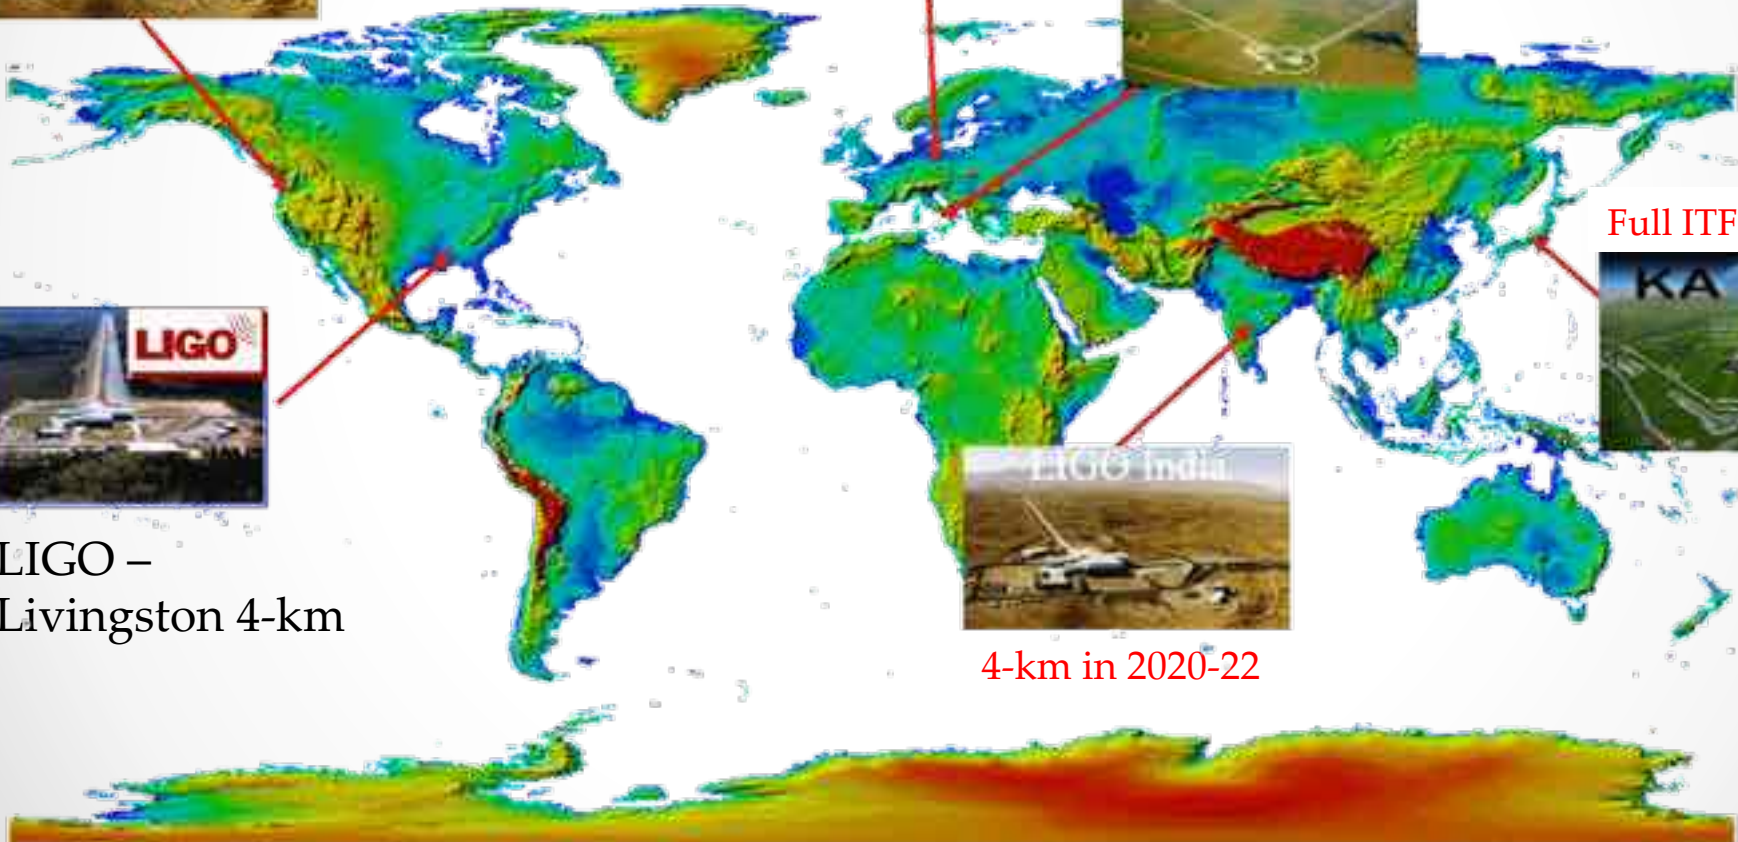 Full ITF
KA
LIGO
LIGO India
LIGO –
Livingston 4-km
4-km in 2020-22